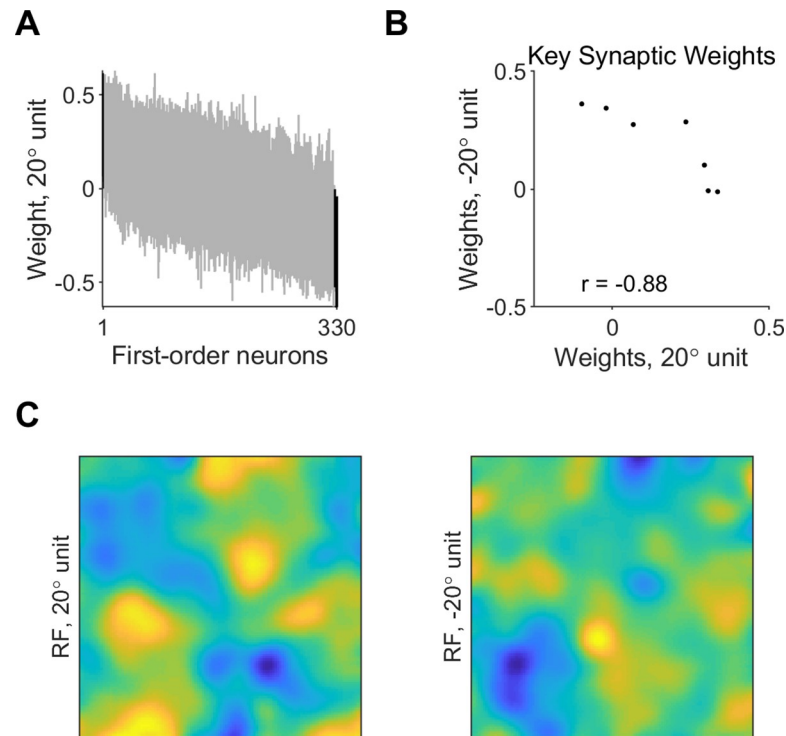 A
B
Key Synaptic Weights
0.5
0
-0.5
Weight, 20° unit
1
330
First-order neurons
0.5
0
-0.5
Weights, -20° unit
r = -0.88
0
0.5
Weights, 20° unit
C
RF, 20° unit
RF, -20° unit